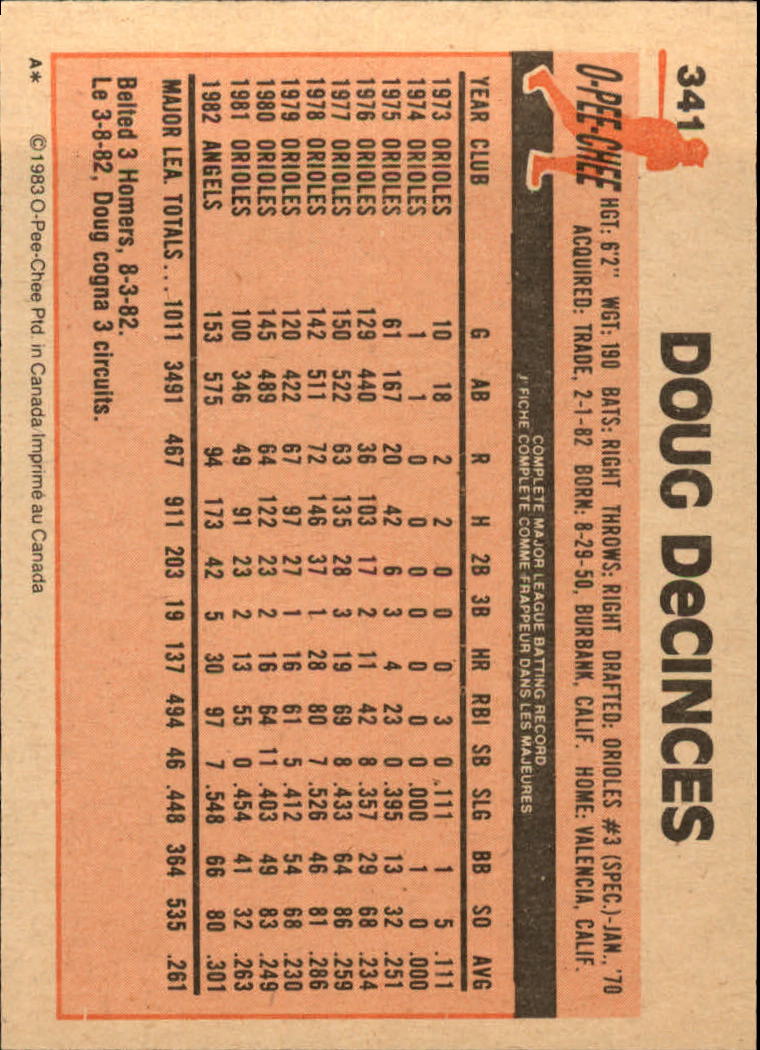 341
DOUG DeCINCES
O-PEE-CHEE
HGT: 6'2" WGT: 190 BATS: RIGHT THROWS: RIGHT DRAFTED: ORIOLES #3 (SPEC.)-JAN., '70
ACQUIRED: TRADE, 2-1-82 BORN: 8-29-50, BURBANK, CALIF. HOME: VALENCIA, CALIF.
COMPLETE MAJOR LEAGUE BATTING RECORD
FICHE COMPLETE COMME FRAPPEUR DANS LES MAJEURES
YEAR CLUB G AB R H 2B 3B HR RBI SB SLG BB SO AVG
1973 ORIOLES 10 18 2 2 0 0 0 3 0 .111 1 5 .111
1974 ORIOLES 1 1 0 0 0 0 0 0 0 .000 1 0 .000
1975 ORIOLES 61 167 20 42 6 3 4 23 0 .395 13 32 .251
1976 ORIOLES 129 440 36 103 17 2 11 42 8 .357 29 68 .234
1977 ORIOLES 150 522 63 135 28 3 19 69 8 .433 64 86 .259
1978 ORIOLES 142 511 72 146 37 1 28 80 7 .526 46 81 .286
1979 ORIOLES 120 422 67 97 27 1 16 61 5 .412 54 68 .230
1980 ORIOLES 145 489 64 122 23 2 16 64 11 .403 49 83 .249
1981 ORIOLES 100 346 49 91 23 2 13 55 0 .454 41 32 .263
1982 ANGELS 153 575 94 173 42 5 30 97 7 .548 66 80 .301
MAJOR LEA. TOTALS... 1011 3491 467 911 203 19 137 494 46 .448 364 535 .261
Belted 3 Homers, 8-3-82.
Le 3-8-82, Doug cogna 3 circuits.
A* © 1983 O-Pee-Chee Ptd. in Canada/Imprimé au Canada